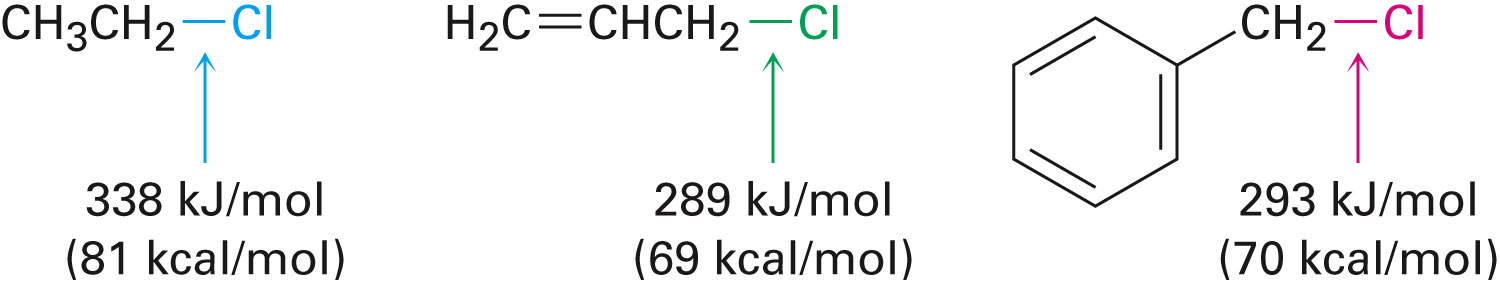 CH₃CH₂—Cl H₂C=CHCH₂—Cl CH₂—Cl
338 kJ/mol 289 kJ/mol 293 kJ/mol
(81 kcal/mol) (69 kcal/mol) (70 kcal/mol)